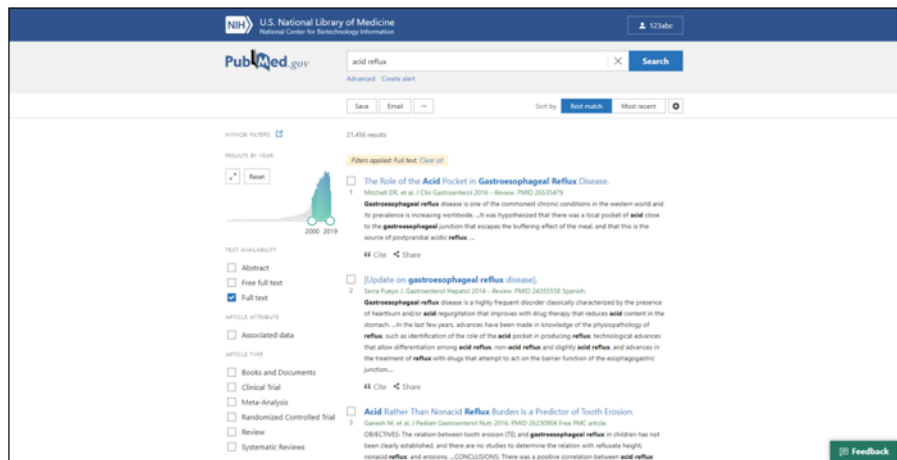 NIH U.S. National Library of Medicine
National Center for Biotechnology Information
123abc
PubMed.gov
acid reflux
Search
Advanced Create alert
Save Email ...
Sort by: Best match Most recent
MYNCBI FILTERS
21,456 results
RESULTS BY YEAR
Filters applied: Full text. Clear all
Reset
2000 2019
TEXT AVAILABILITY
Abstract
Free full text
Full text
ARTICLE ATTRIBUTE
Associated data
ARTICLE TYPE
Books and Documents
Clinical Trial
Meta-Analysis
Randomized Controlled Trial
Review
Systematic Reviews
The Role of the Acid Pocket in Gastroesophageal Reflux Disease.
1 Mitchell DR, et al. J Clin Gastroenterol 2016 - Review. PMID 26535479
Gastroesophageal reflux disease is one of the commonest chronic conditions in the western world and
its prevalence is increasing worldwide. ...It was hypothesized that there was a local pocket of acid close
to the gastroesophageal junction that escapes the buffering effect of the meal, and that this is the
source of postprandial acidic reflux. ...
Cite Share
[Update on gastroesophageal reflux disease].
2 Serra Pueyo J. Gastroenterol Hepatol 2014 - Review. PMID 24355558 Spanish.
Gastroesophageal reflux disease is a highly frequent disorder classically characterized by the presence
of heartburn and/or acid regurgitation that improves with drug therapy that reduces acid content in the
stomach. ...In the last few years, advances have been made in knowledge of the physiopathology of
reflux, such as identification of the role of the acid pocket in producing reflux, technological advances
that allow differentiation among acid reflux, non-acid reflux and slightly acid reflux, and advances in
the treatment of reflux with drugs that attempt to act on the barrier function of the esophagogastric
junction....
Cite Share
Acid Rather Than Nonacid Reflux Burden Is a Predictor of Tooth Erosion.
3 Ganesh M, et al. J Pediatr Gastroenterol Nutr 2016. PMID 26230904 Free PMC article.
OBJECTIVES: The relation between tooth erosion (TE) and gastroesophageal reflux in children has not
been clearly established, and there are no studies to determine the relation with refluxate height,
nonacid reflux, and erosions. ...CONCLUSIONS: There was a positive correlation between acid reflux
Feedback